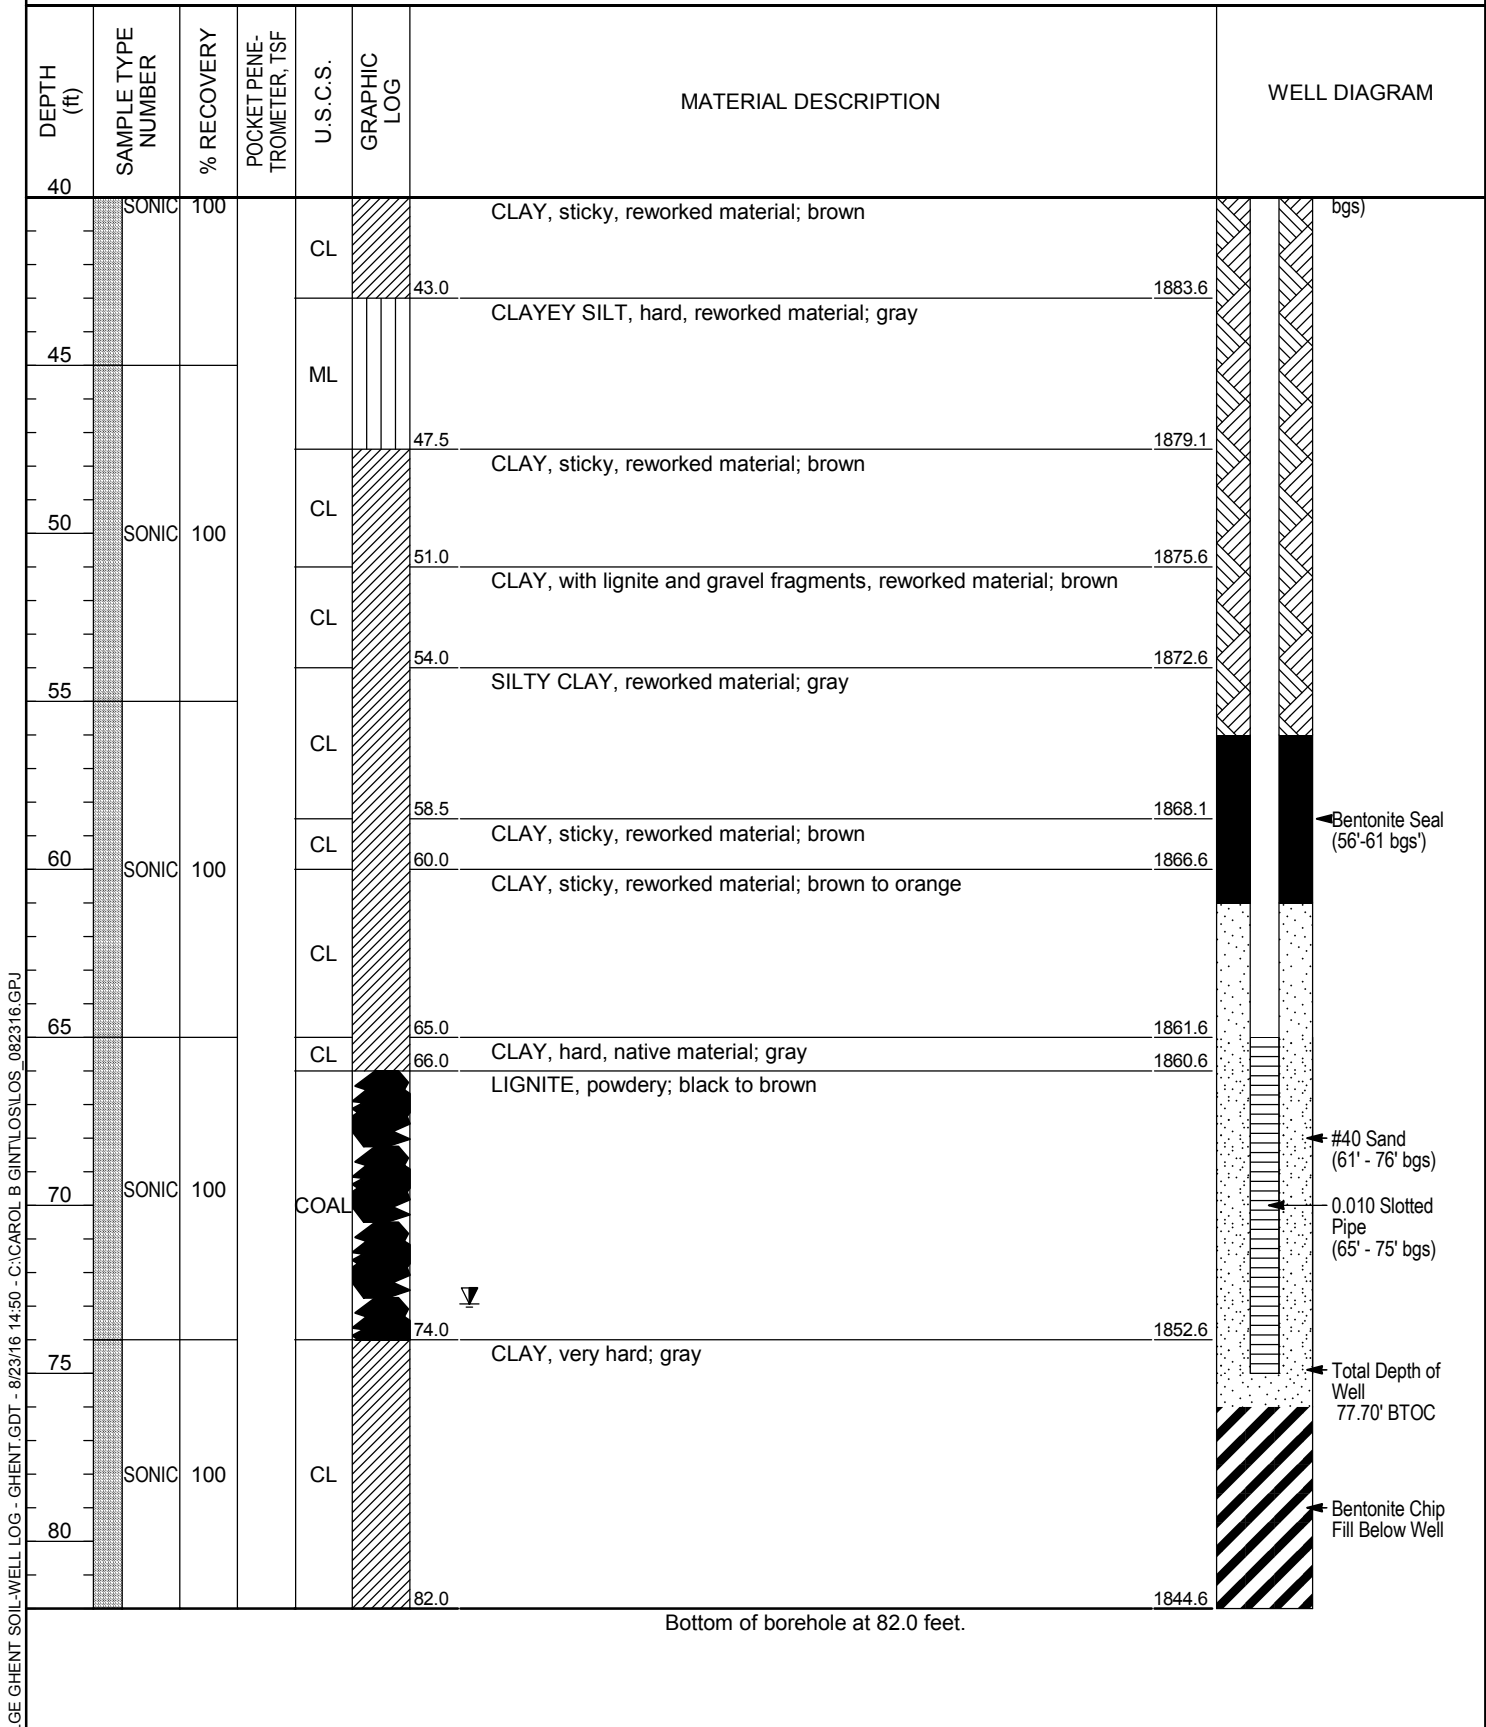 DEPTH
(ft)
SAMPLE TYPE
NUMBER
% RECOVERY
POCKET PENE-
TROMETER, TSF
U.S.C.S.
GRAPHIC
LOG
MATERIAL DESCRIPTION
WELL DIAGRAM
40
SONIC 100
CLAY, sticky, reworked material; brown
bgs)
CL
43.0 1883.6
CLAYEY SILT, hard, reworked material; gray
45
ML
47.5 1879.1
CLAY, sticky, reworked material; brown
CL
50
SONIC 100
51.0 1875.6
CLAY, with lignite and gravel fragments, reworked material; brown
CL
54.0 1872.6
SILTY CLAY, reworked material; gray
55
CL
58.5 1868.1
CLAY, sticky, reworked material; brown
Bentonite Seal
(56'-61 bgs')
CL
60
60.0 1866.6
SONIC 100
CLAY, sticky, reworked material; brown to orange
CL
65
65.0 1861.6
CLAY, hard, native material; gray
CL
66.0 1860.6
LIGNITE, powdery; black to brown
#40 Sand
(61' - 76' bgs)
70
SONIC 100
COAL
0.010 Slotted
Pipe
(65' - 75' bgs)
74.0 1852.6
CLAY, very hard; gray
75
Total Depth of
Well
77.70' BTOC
SONIC 100
CL
80
Bentonite Chip
Fill Below Well
82.0 1844.6
Bottom of borehole at 82.0 feet.
GE GHENT SOIL-WELL LOG - GHENT.GDT - 8/23/16 14:50 - C:\CAROL B GINT\LOS\LOS_082316.GPJ